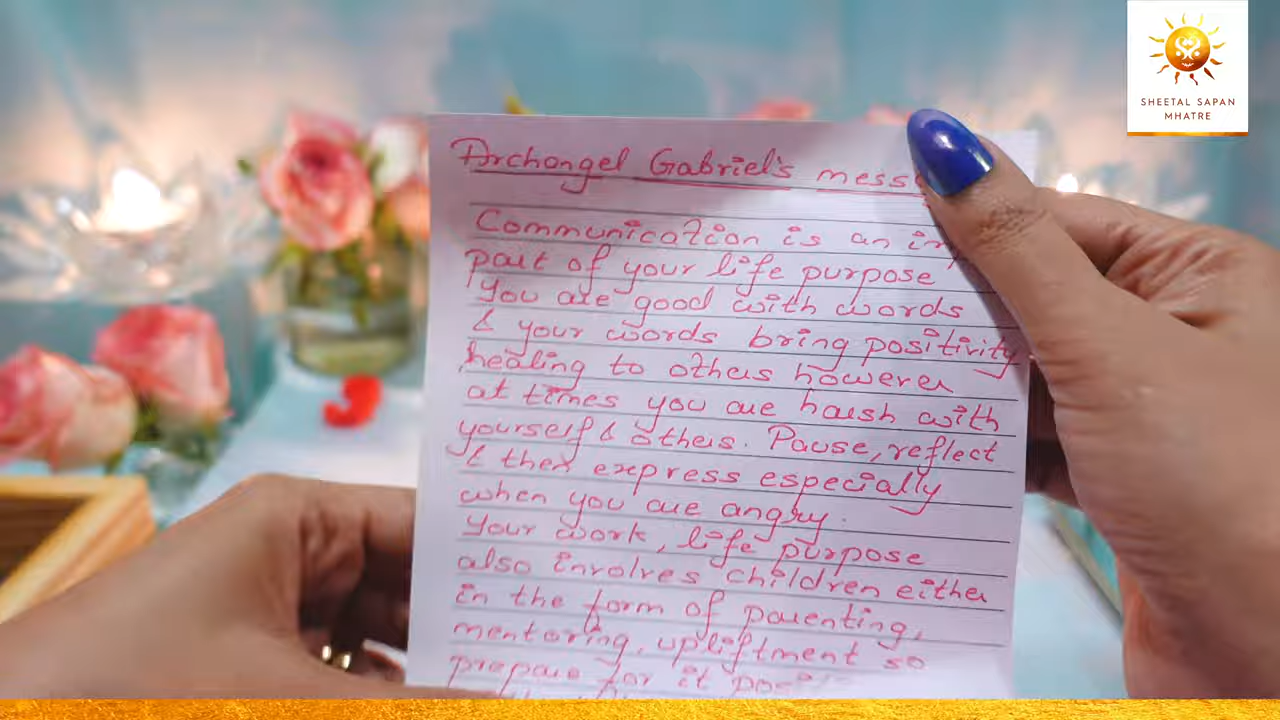 SHEETAL SAPAN
MHATRE
Archangel Gabriel's
Communication is an
part of your life purpose
You are good with words
& your words bring positivity
healing to others however
at times you are harsh with
yourself & others. Pause, reflect
& then express especially
when you are angry.
Your work, life purpose
also involves children either
in the form of parenting,
mentoring, upliftment so
prepare for it